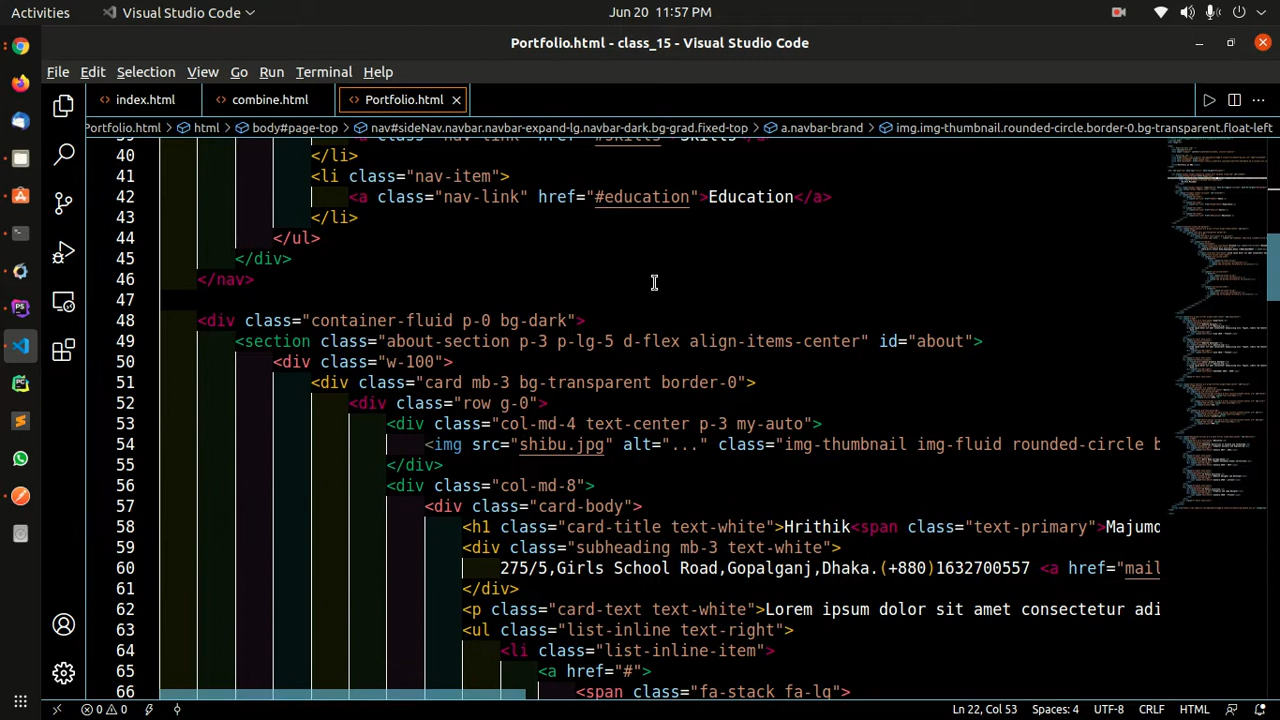 Activities
Visual Studio Code
Jun 20 11:57 PM
Portfolio.html - class_15 - Visual Studio Code
File Edit Selection View Go Run Terminal Help
index.html
combine.html
Portfolio.html
Portfolio.html > html > body#page-top > nav#sideNav.navbar.navbar-expand-lg.navbar-dark.bg-grad.fixed-top > a.navbar-brand > img.img-thumbnail.rounded-circle.border-0.bg-transparent.float-left
40 </li>
41 <li class="nav-item">
42 <a class="nav-link" href="#education">Education</a>
43 </li>
44 </ul>
45 </div>
46 </nav>
47
48 <div class="container-fluid p-0 bg-dark">
49 <section class="about-section p-3 p-lg-5 d-flex align-items-center" id="about">
50 <div class="w-100">
51 <div class="card mb-3 bg-transparent border-0">
52 <div class="row g-0">
53 <div class="col-md-4 text-center p-3 my-auto">
54 <img src="shibu.jpg" alt="..." class="img-thumbnail img-fluid rounded-circle b
55 </div>
56 <div class="col-md-8">
57 <div class="card-body">
58 <h1 class="card-title text-white">Hrithik<span class="text-primary">Majumd
59 <div class="subheading mb-3 text-white">
60 275/5,Girls School Road,Gopalganj,Dhaka.(+880)1632700557 <a href="mail
61 </div>
62 <p class="card-text text-white">Lorem ipsum dolor sit amet consectetur adi
63 <ul class="list-inline text-right">
64 <li class="list-inline-item">
65 <a href="#">
66 <span class="fa-stack fa-lg">
0 0 Ln 22, Col 53 Spaces: 4 UTF-8 CRLF HTML